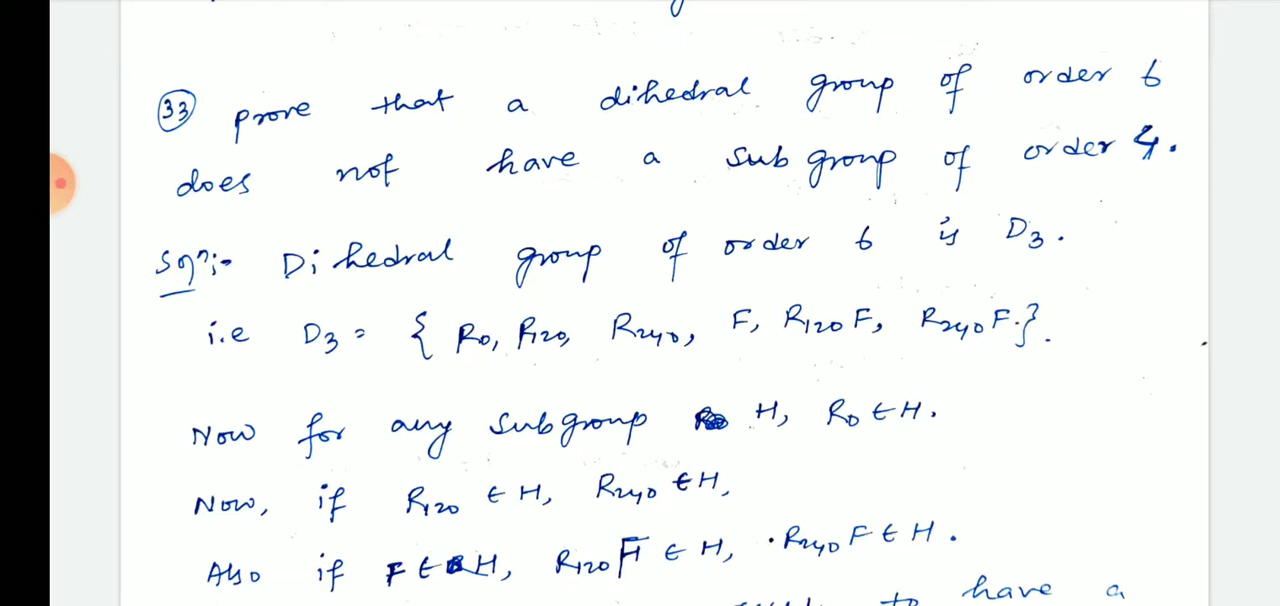 33 prove that a dihedral group of order 6
does not have a sub group of order 4.
Sol?:- Dihedral group of order 6 is D3.
i.e D3 = { R0, R120, R240, F, R120F, R240F.}.
Now for any subgroup H, R0 ∈ H.
Now, if R120 ∈ H, R240 ∈ H,
Also if F ∈ H, R120F ∈ H, R240F ∈ H.
to have a